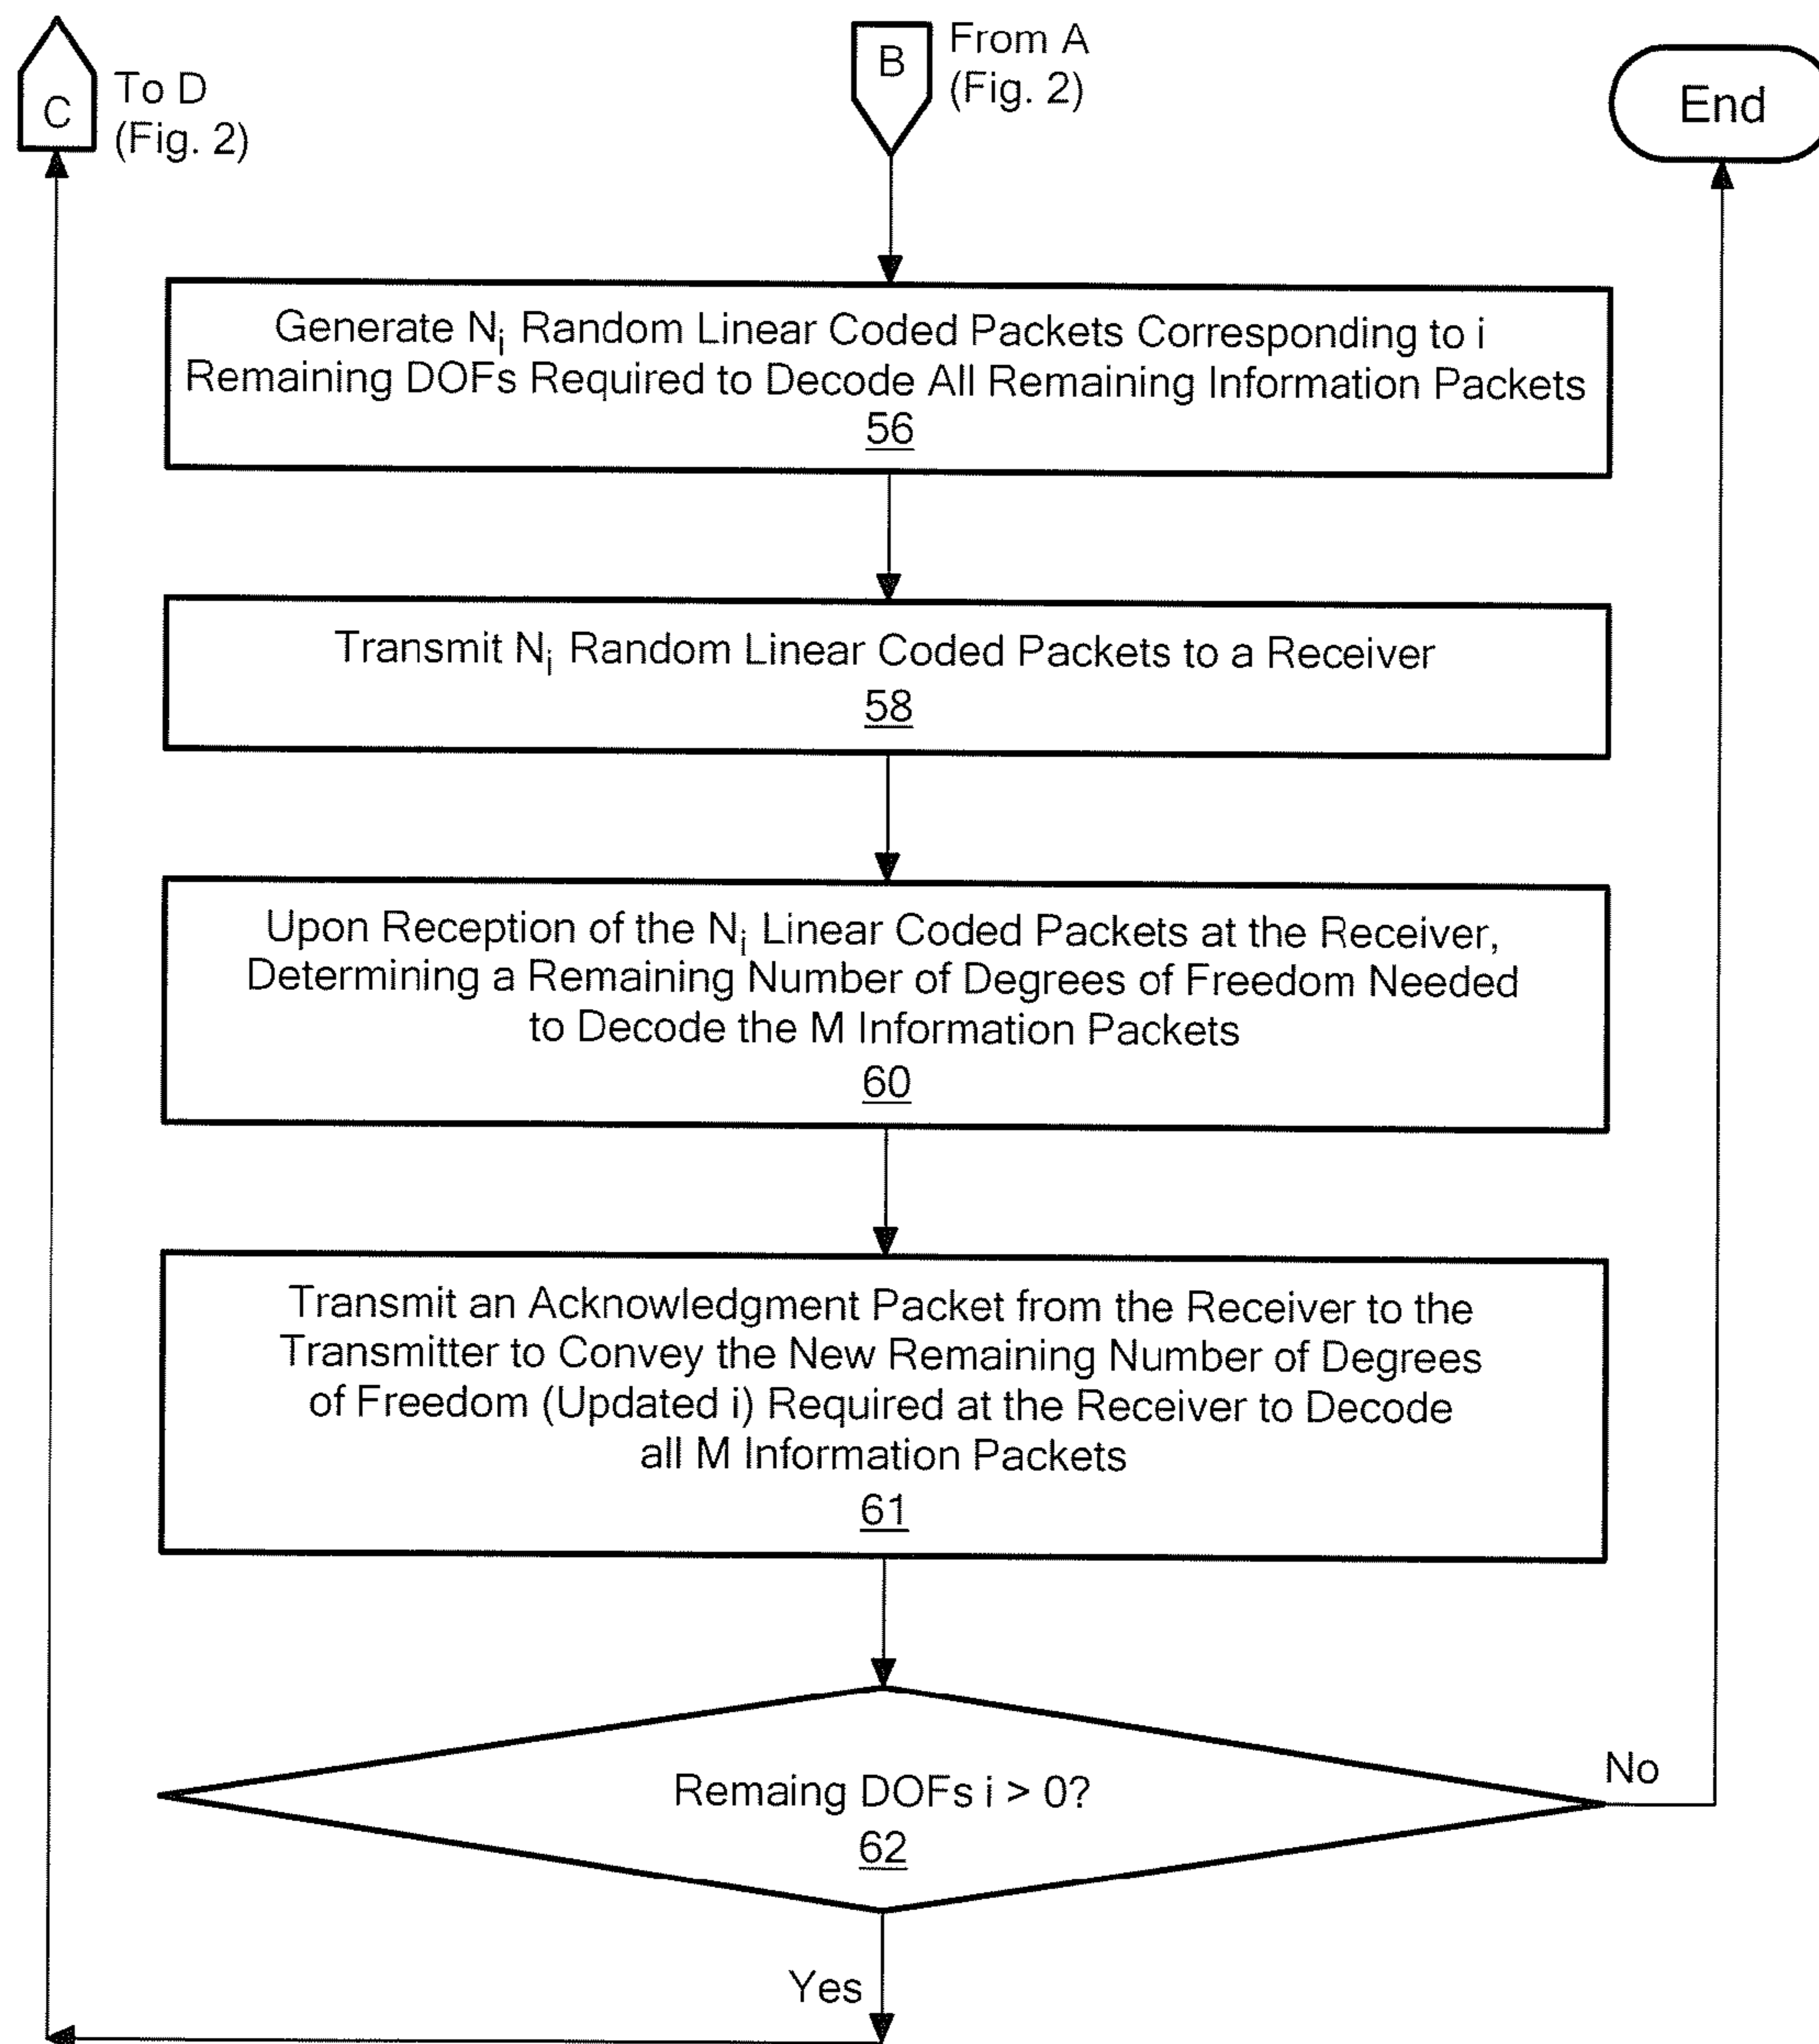 C
To D
(Fig. 2)
B
From A
(Fig. 2)
End
Generate Ni Random Linear Coded Packets Corresponding to i
Remaining DOFs Required to Decode All Remaining Information Packets
56
Transmit Ni Random Linear Coded Packets to a Receiver
58
Upon Reception of the Ni Linear Coded Packets at the Receiver,
Determining a Remaining Number of Degrees of Freedom Needed
to Decode the M Information Packets
60
Transmit an Acknowledgment Packet from the Receiver to the
Transmitter to Convey the New Remaining Number of Degrees
of Freedom (Updated i) Required at the Receiver to Decode
all M Information Packets
61
Remaing DOFs i > 0?
62
No
Yes